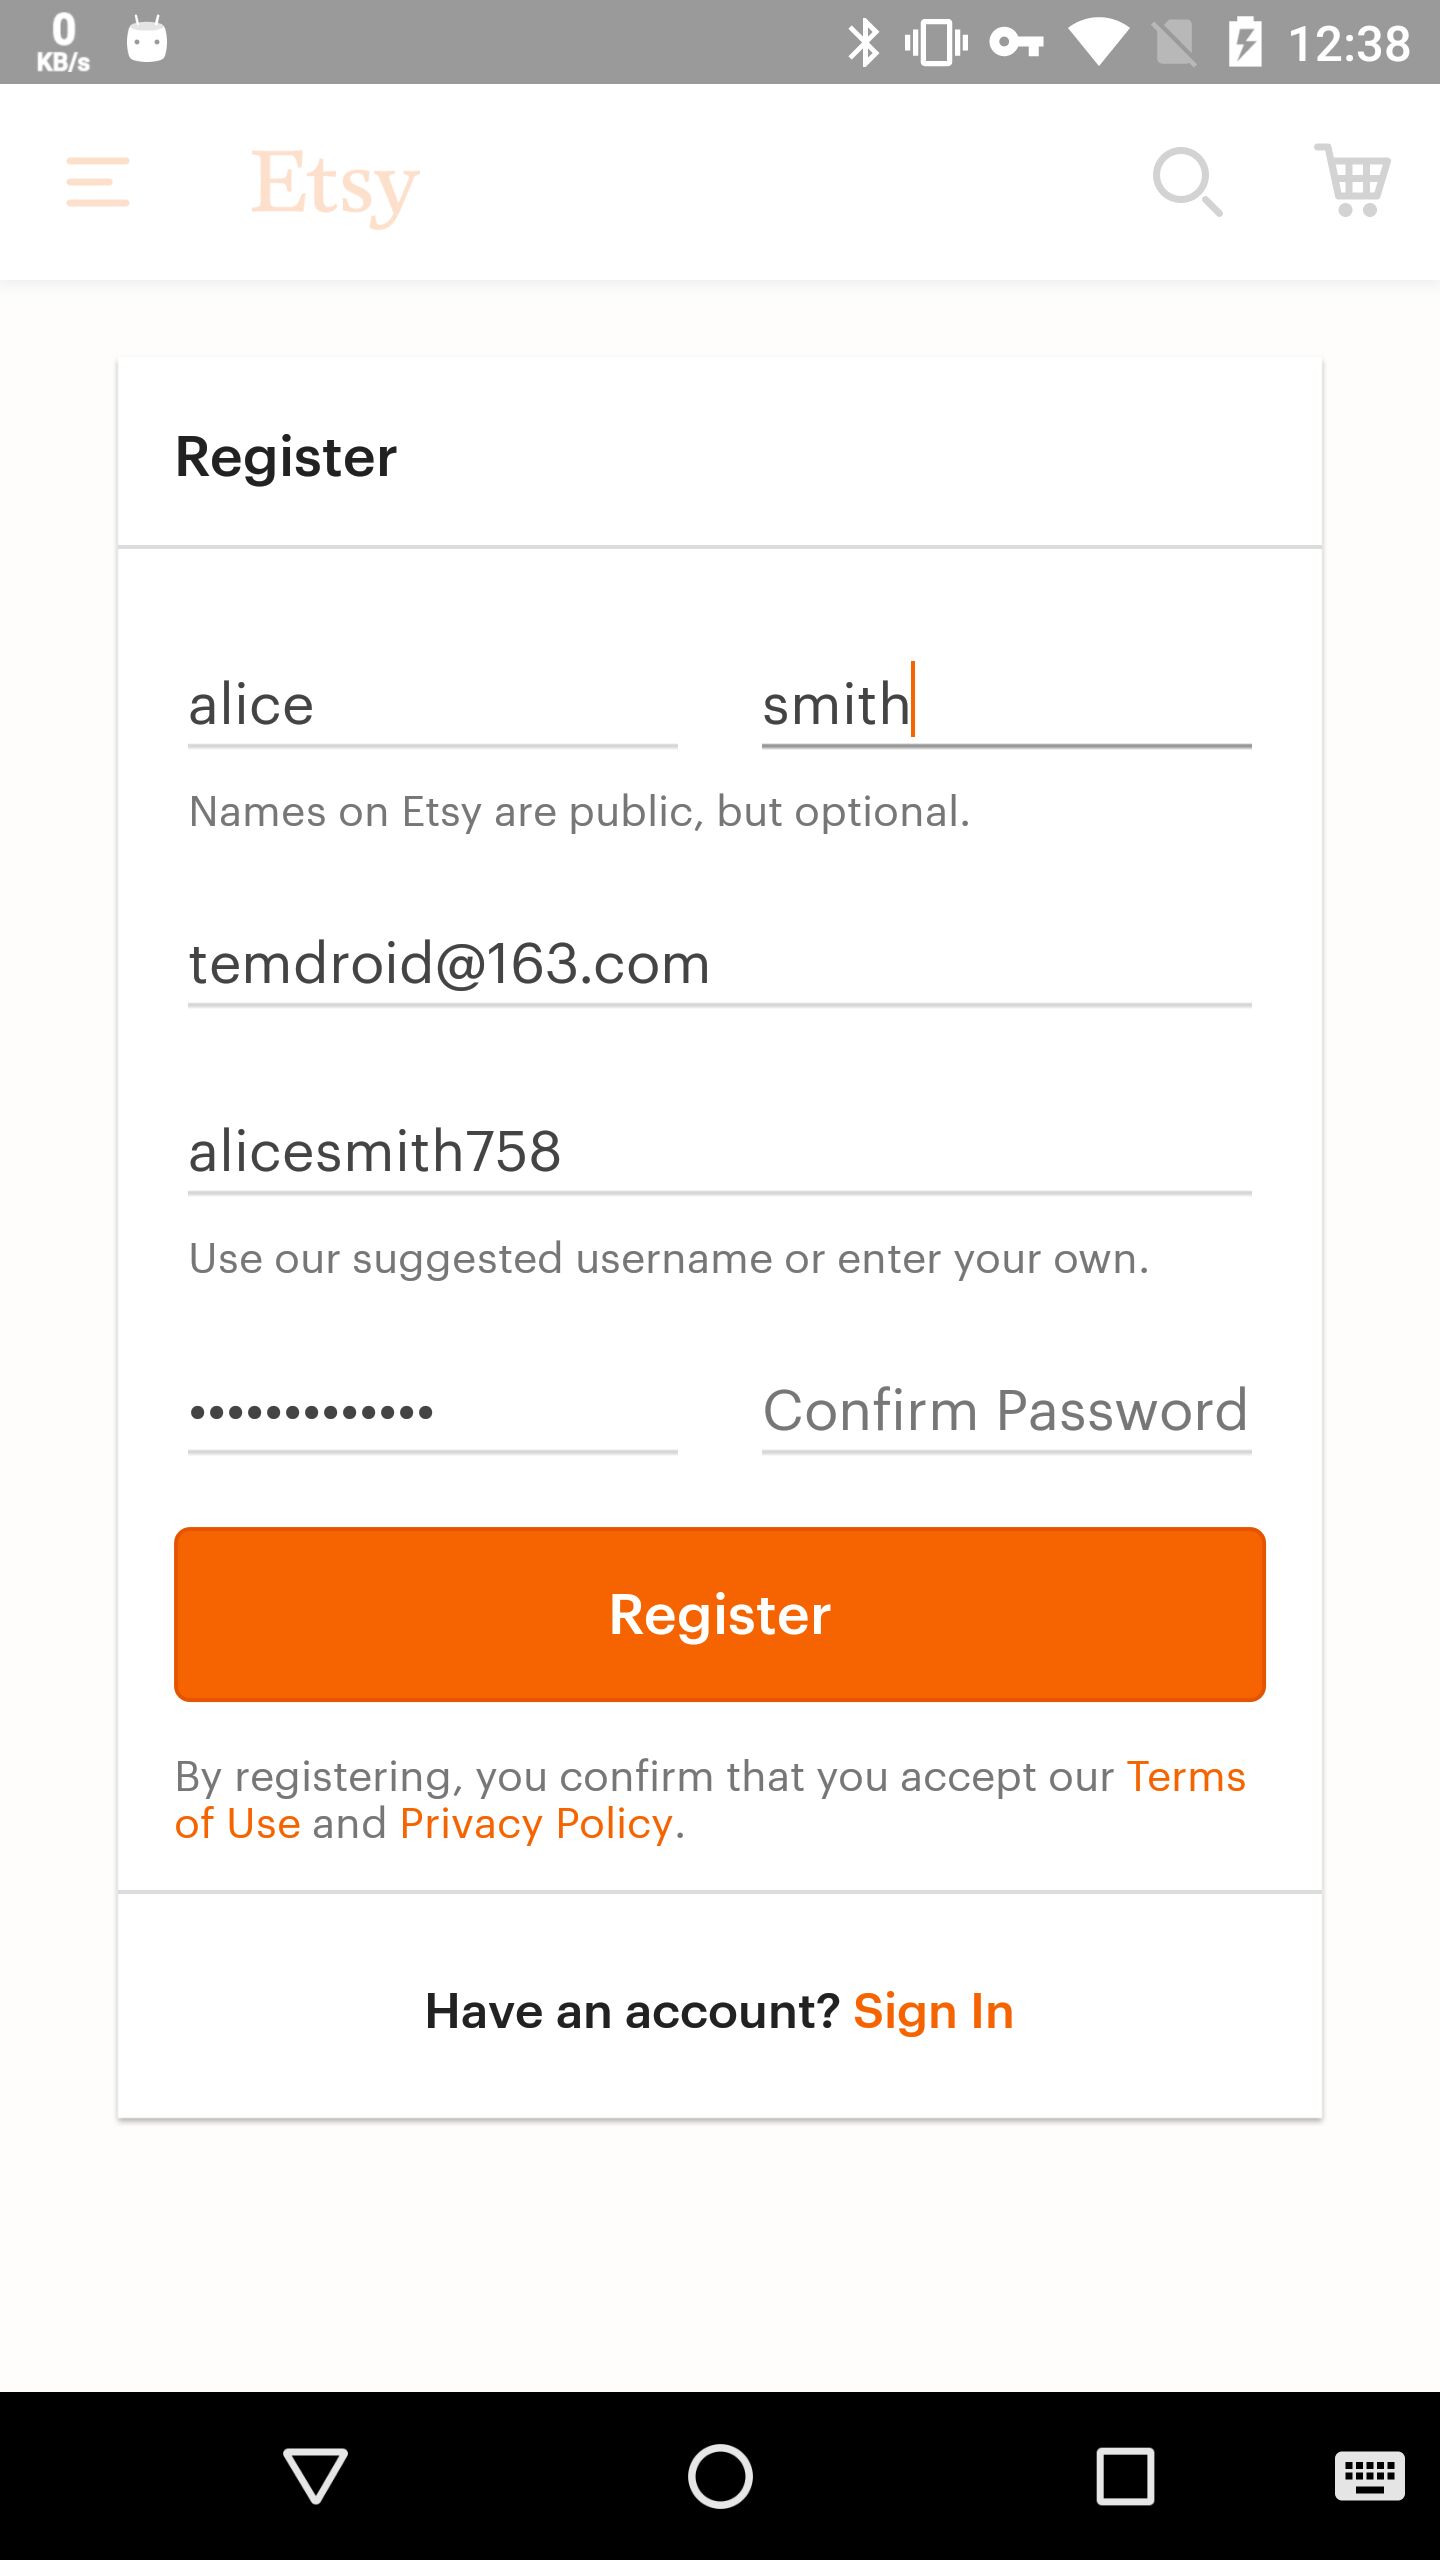 0
KB/s
12:38
Etsy
Register
alice
smith
Names on Etsy are public, but optional.
temdroid@163.com
alicesmith758
Use our suggested username or enter your own.
•••••••••••••
Confirm Password
Register
By registering, you confirm that you accept our Terms
of Use and Privacy Policy.
Have an account? Sign In